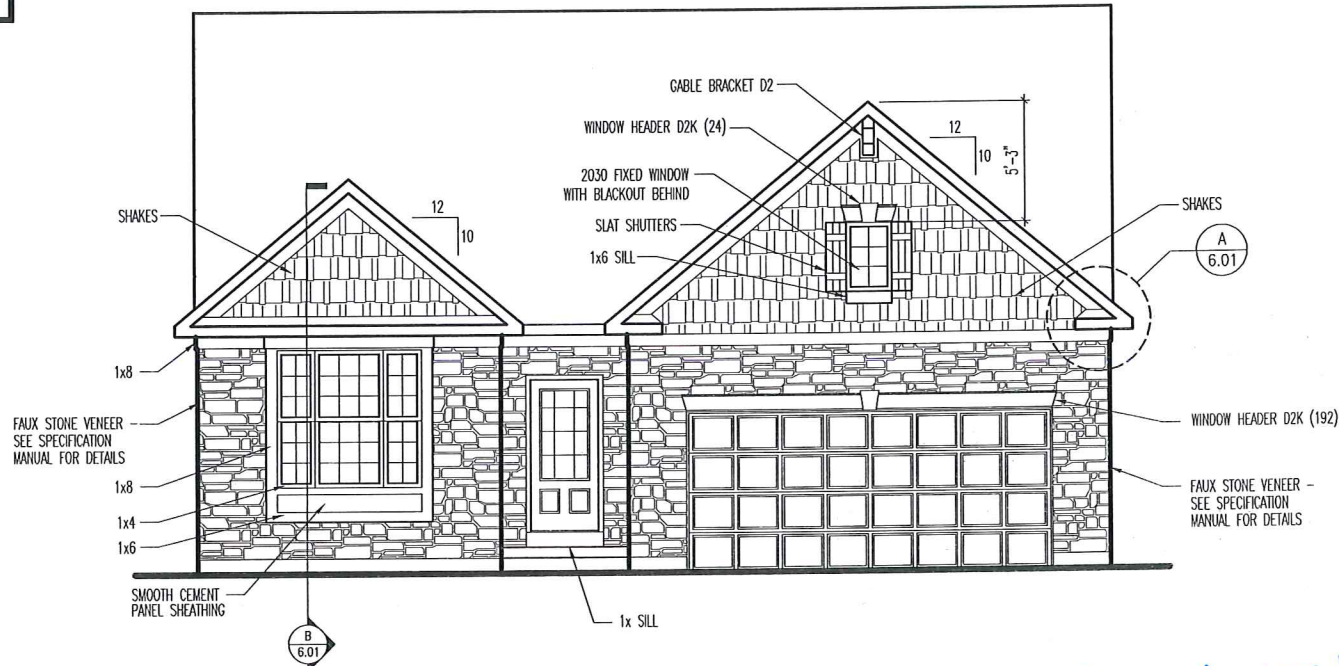 GABLE BRACKET D2
WINDOW HEADER D2K (24)
2030 FIXED WINDOW
WITH BLACKOUT BEHIND
SLAT SHUTTERS
1x6 SILL
12
10
5'-3"
SHAKES
A
6.01
SHAKES
12
10
1x8
FAUX STONE VENEER -
SEE SPECIFICATION
MANUAL FOR DETAILS
1x8
1x4
1x6
SMOOTH CEMENT
PANEL SHEATHING
B
6.01
1x SILL
WINDOW HEADER D2K (192)
FAUX STONE VENEER -
SEE SPECIFICATION
MANUAL FOR DETAILS